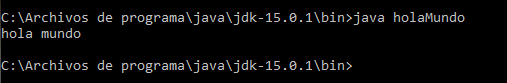 C:\Archivos de programa\java\jdk-15.0.1\bin>java holaMundo
hola mundo
C:\Archivos de programa\java\jdk-15.0.1\bin>